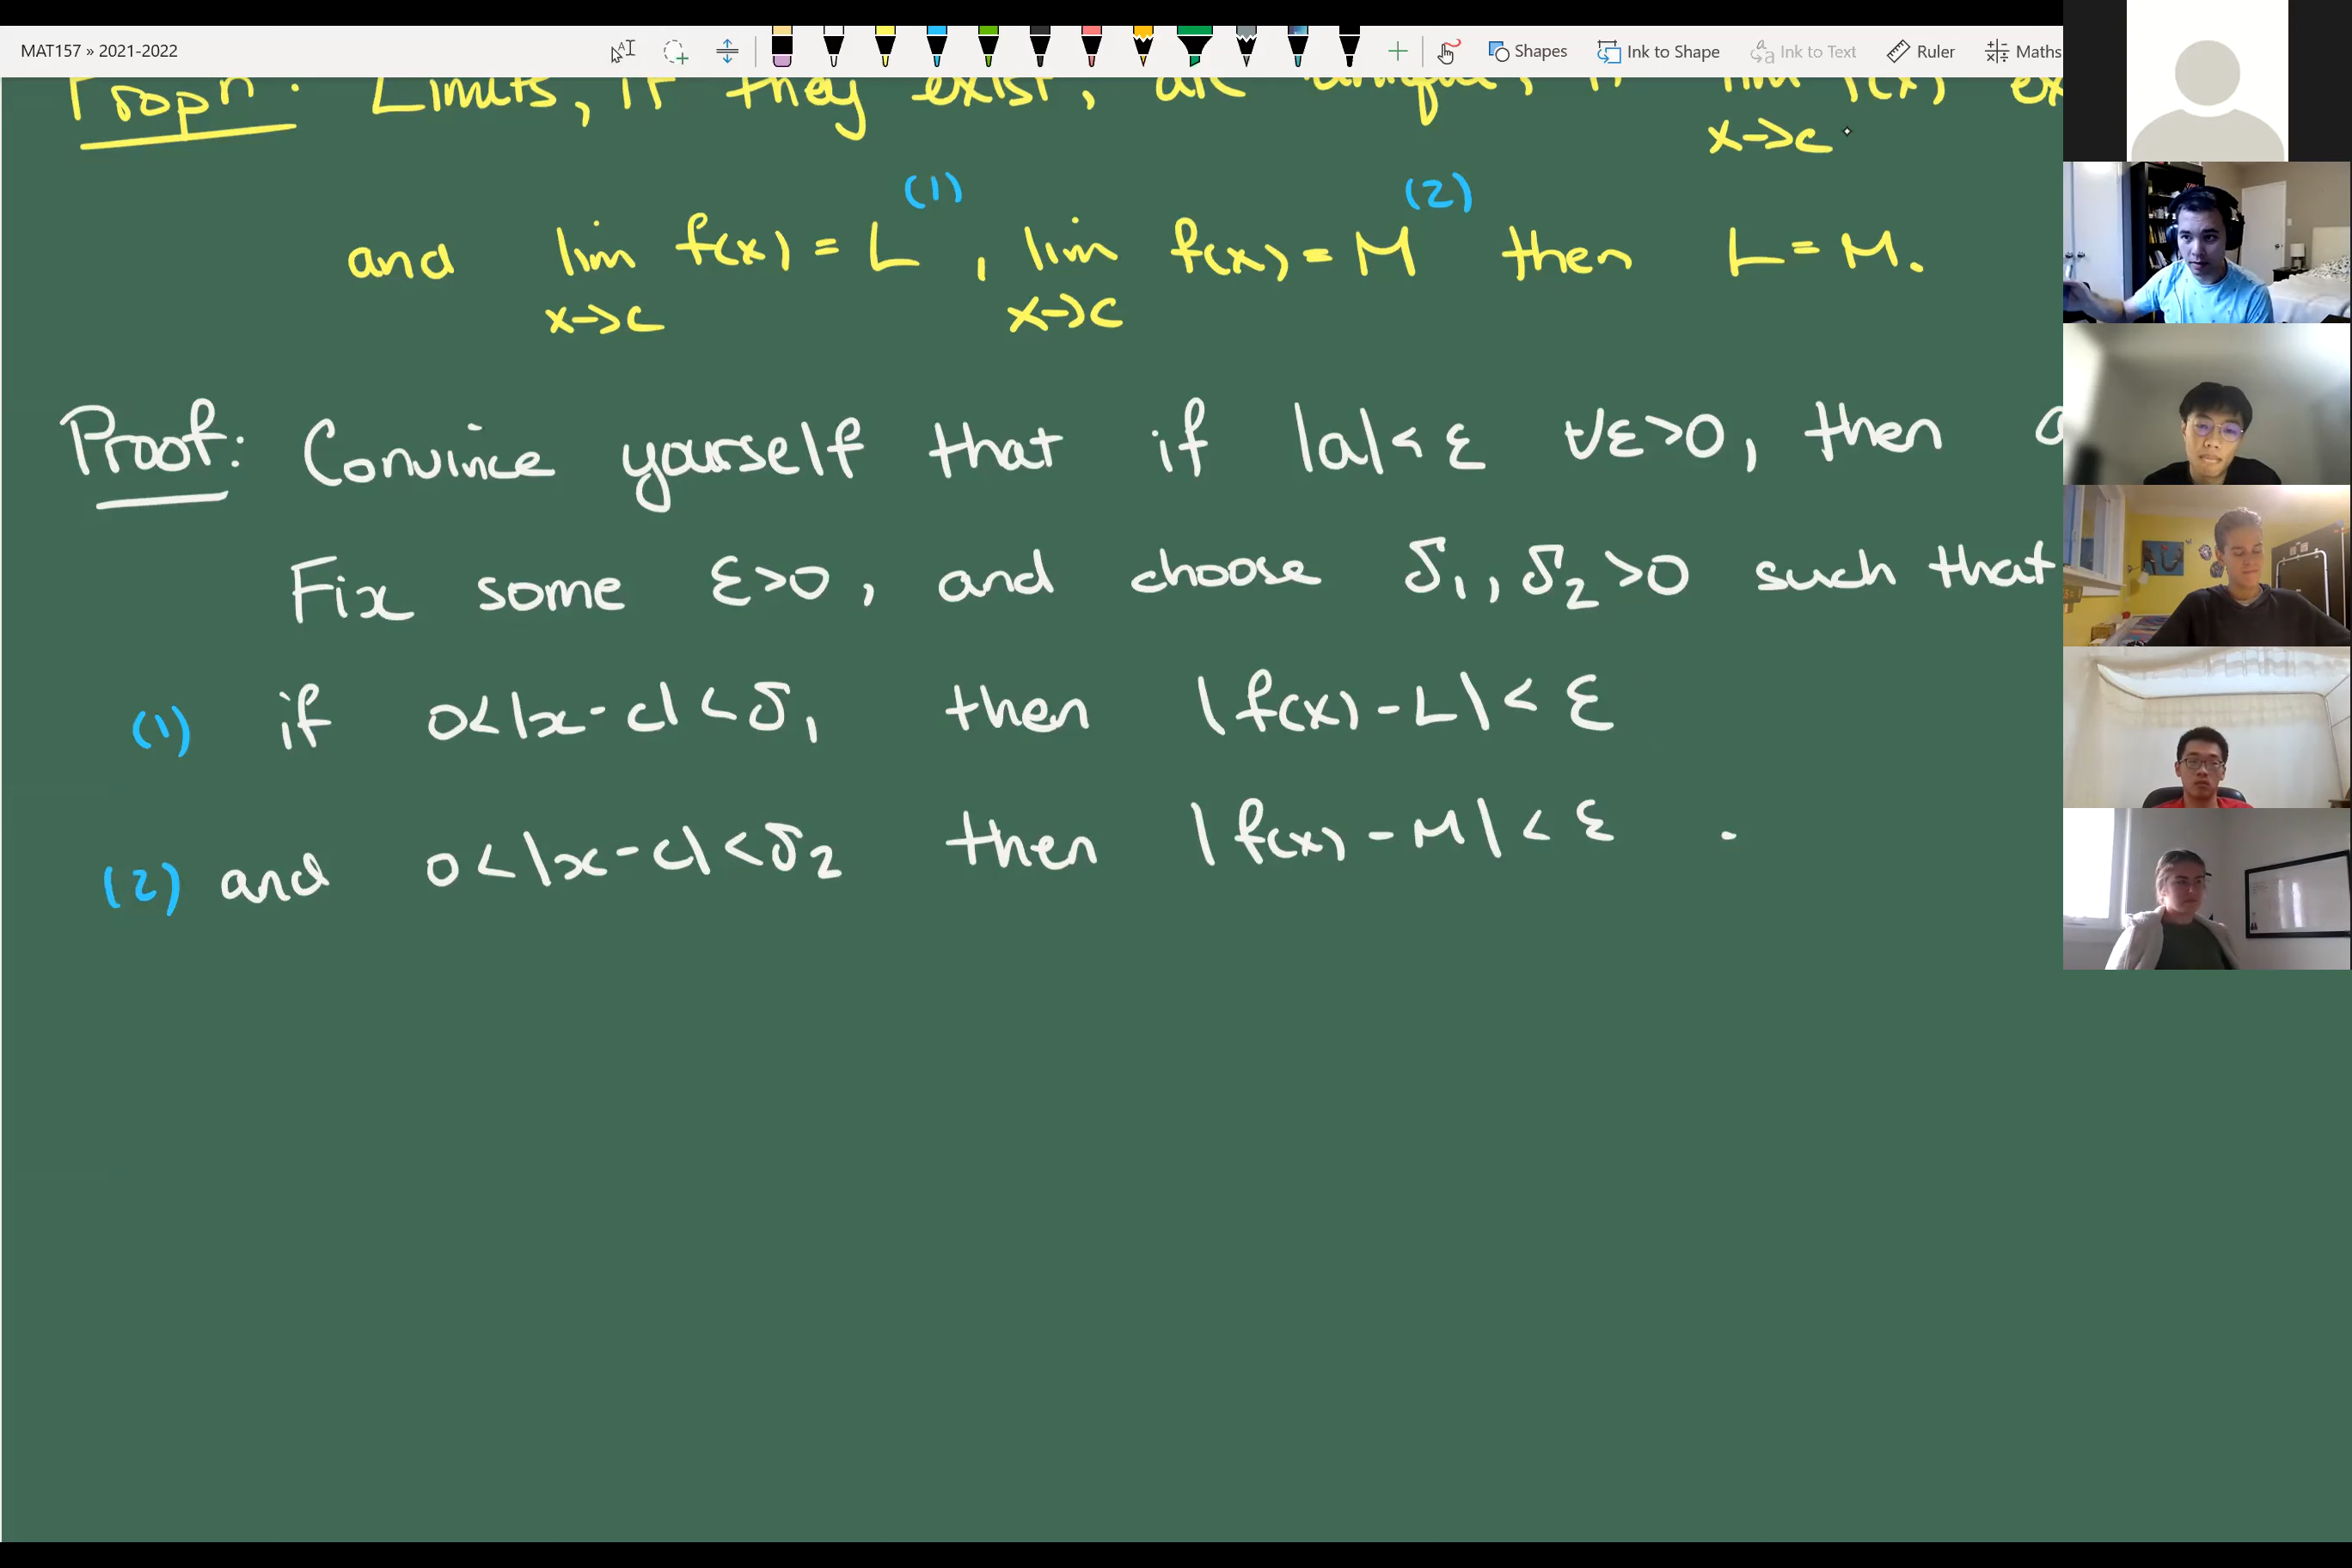 MAT157 » 2021-2022 Shapes Ink to Shape Ink to Text Ruler Maths
Propn: Limits, if they exist, are unique, if lim f(x) ex
x→c
(1) (2)
and lim f(x) = L , lim f(x) = M then L = M.
x→c x→c
Proof: Convince yourself that if |a| < ε ∀ε>0, then a
Fix some ε>0, and choose δ₁, δ₂ >0 such that
(1) if 0<|x-c|<δ₁ then |f(x)-L| < ε
(2) and 0<|x-c|<δ₂ then |f(x)-M| < ε .